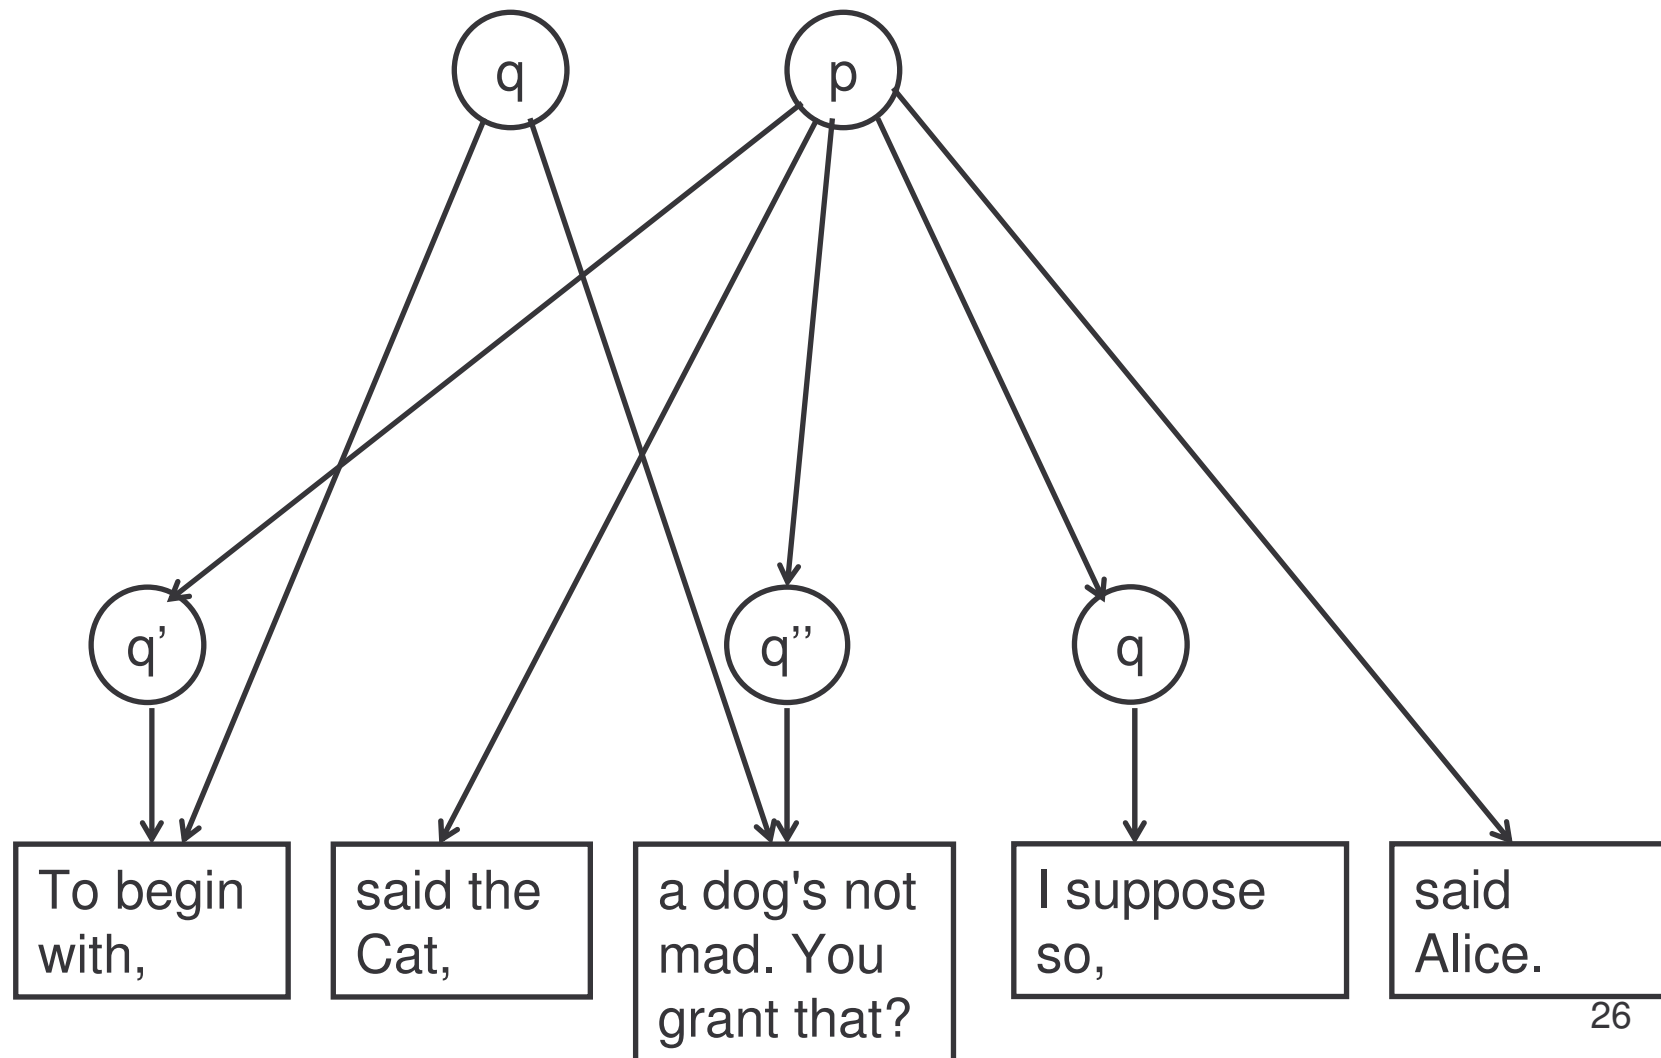 q
p
q’
q’’
q
To begin
with,
said the
Cat,
a dog's not
mad. You
grant that?
I suppose
so,
said
Alice.
26